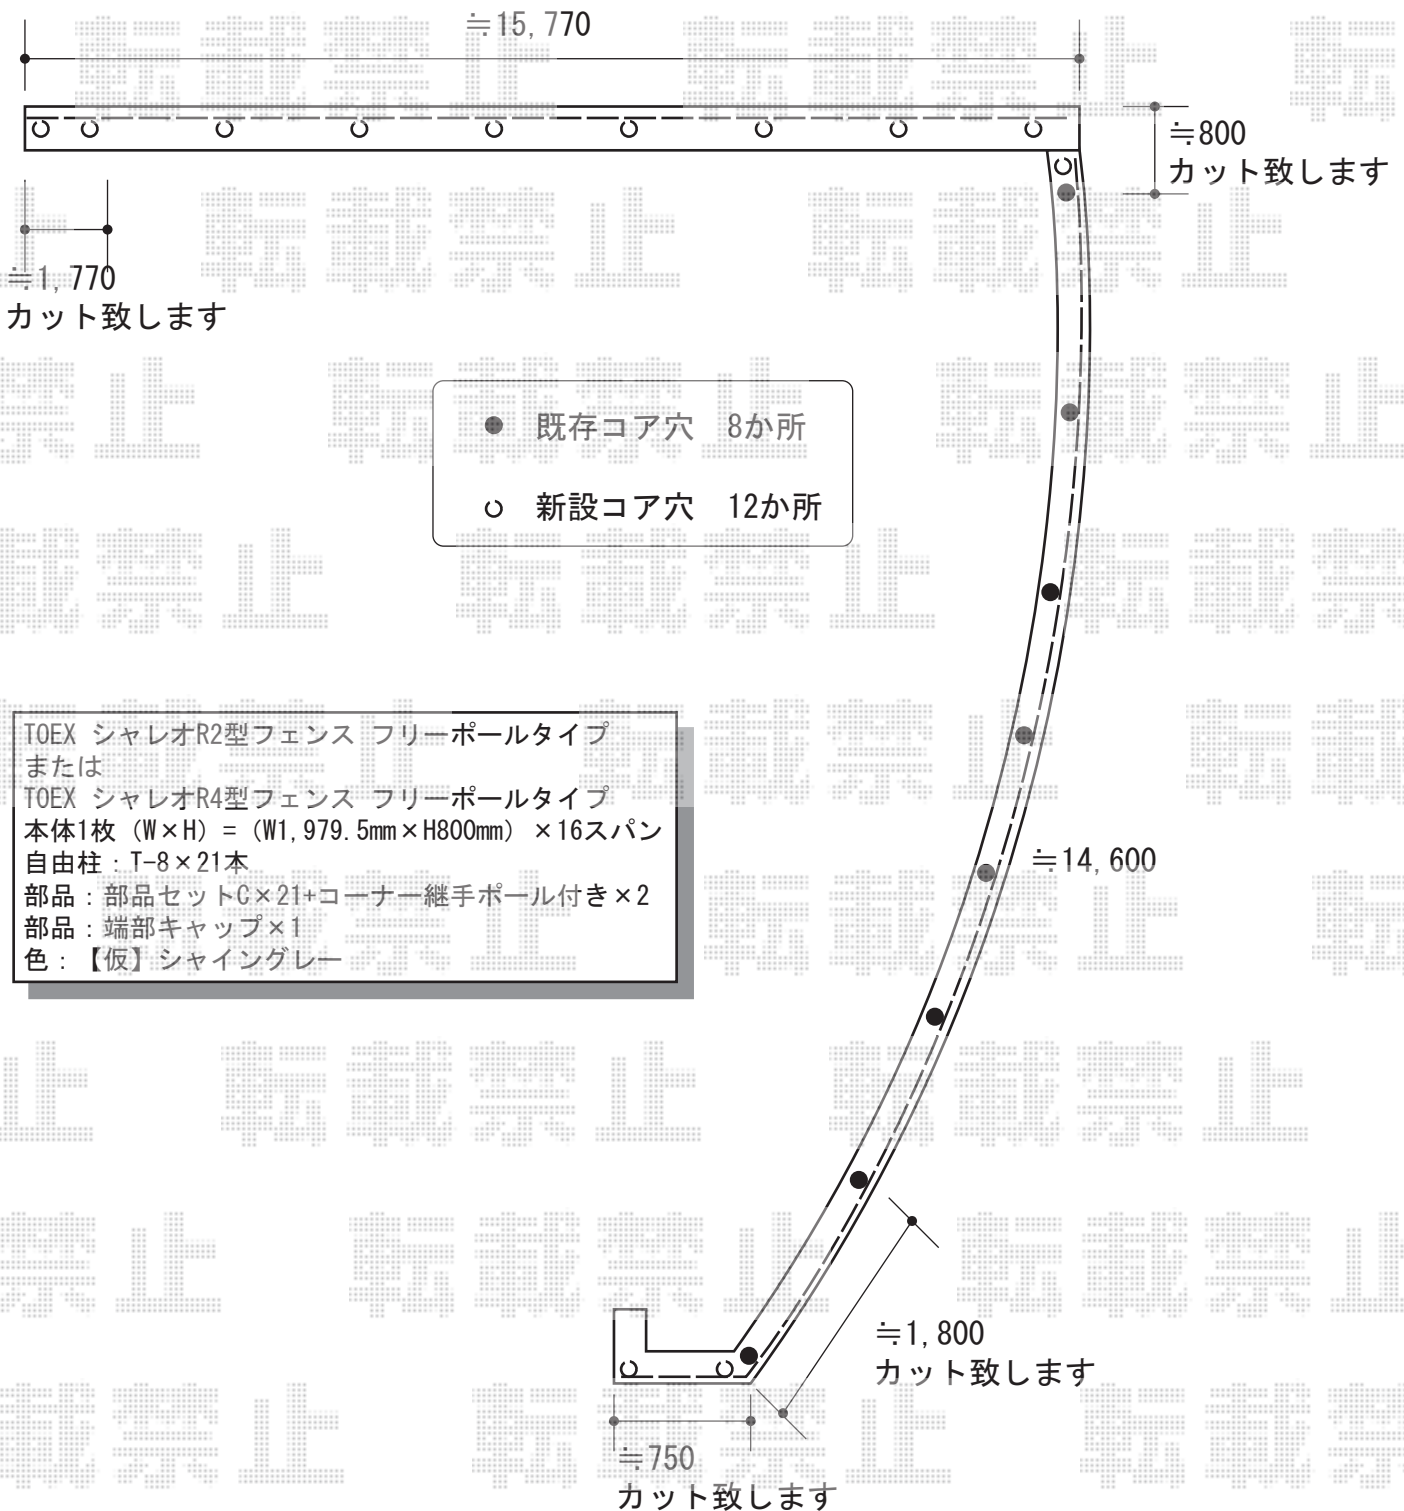 ≒15,770
≒800
カット致します
≒1,770
カット致します
既存コア穴　8か所
新設コア穴　12か所
TOEX シャレオR2型フェンス フリーポールタイプ
または
TOEX シャレオR4型フェンス フリーポールタイプ
本体1枚（W×H）＝（W1,979.5mm×H800mm）×16スパン
自由柱：T-8×21本
部品：部品セットC×21+コーナー継手ポール付き×2
部品：端部キャップ×1
色：【仮】シャイングレー
≒14,600
≒1,800
カット致します
≒750
カット致します
転載禁止